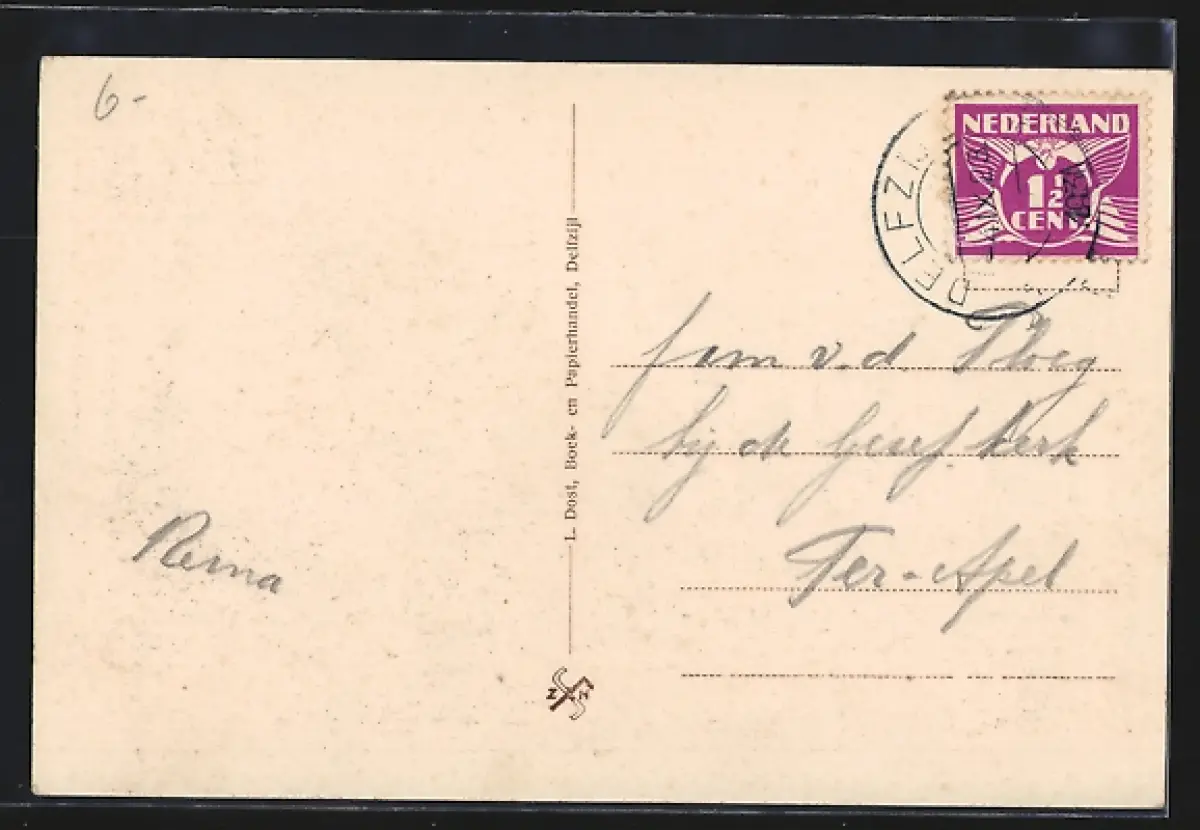 6-
NEDERLAND
1½
CENT
DELFZIJL
L. Dost, Boek- en Papierhandel, Delfzijl
fam v.d. Ploeg
bij de Geref. kerk
Ter-Apel
Rema